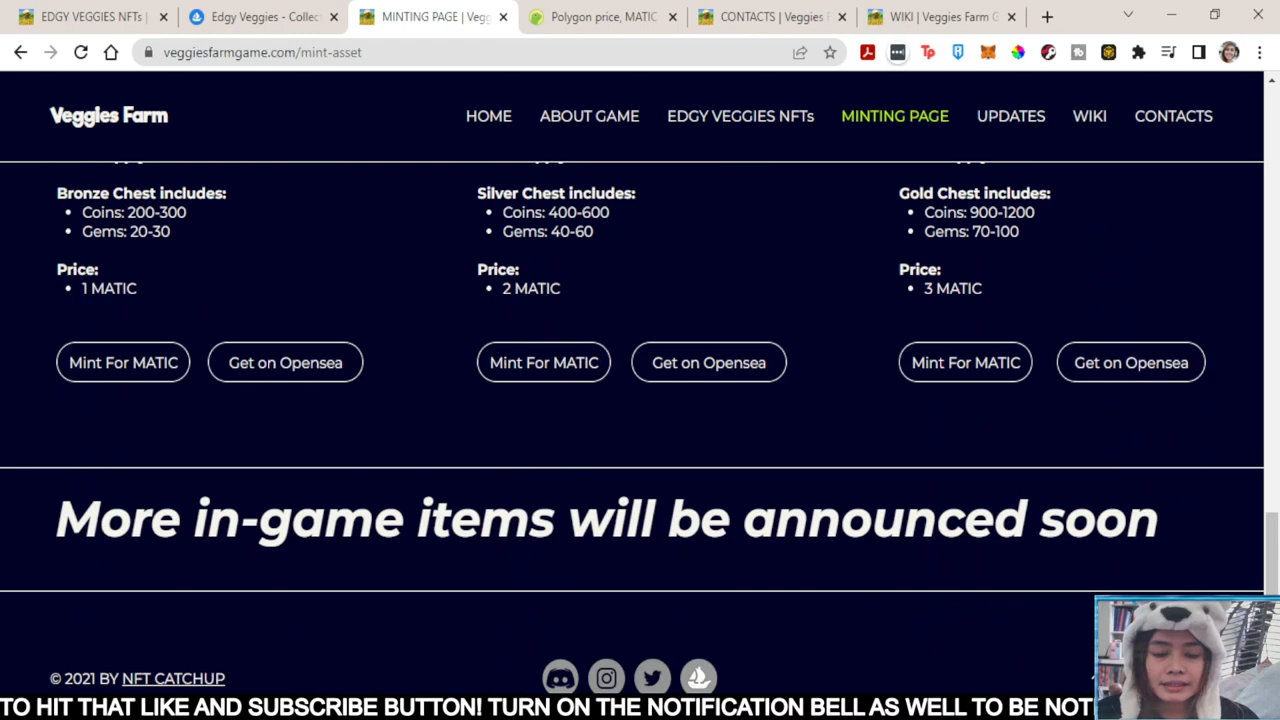 EDGY VEGGIES NFTs |
Edgy Veggies - Collec
MINTING PAGE | Vegg
Polygon price, MATIC
CONTACTS | Veggies
WIKI | Veggies Farm G
veggiesfarmgame.com/mint-asset
Veggies Farm
HOME
ABOUT GAME
EDGY VEGGIES NFTs
MINTING PAGE
UPDATES
WIKI
CONTACTS
Bronze Chest includes:
• Coins: 200-300
• Gems: 20-30
Price:
• 1 MATIC
Mint For MATIC
Get on Opensea
Silver Chest includes:
• Coins: 400-600
• Gems: 40-60
Price:
• 2 MATIC
Mint For MATIC
Get on Opensea
Gold Chest includes:
• Coins: 900-1200
• Gems: 70-100
Price:
• 3 MATIC
Mint For MATIC
Get on Opensea
More in-game items will be announced soon
© 2021 BY NFT CATCHUP
TO HIT THAT LIKE AND SUBSCRIBE BUTTON! TURN ON THE NOTIFICATION BELL AS WELL TO BE NOT